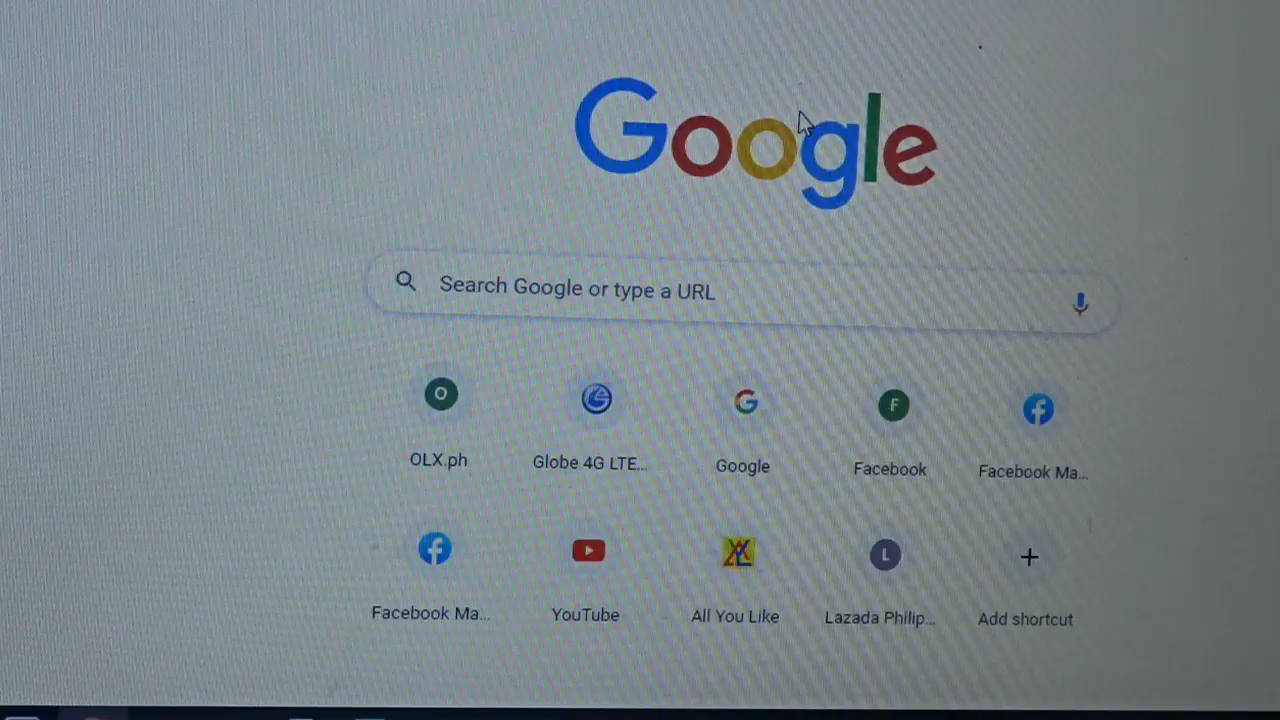 Google
Search Google or type a URL
O
F
OLX.ph
Globe 4G LTE...
Google
Facebook
Facebook Ma...
L
Facebook Ma...
YouTube
All You Like
Lazada Philip...
Add shortcut